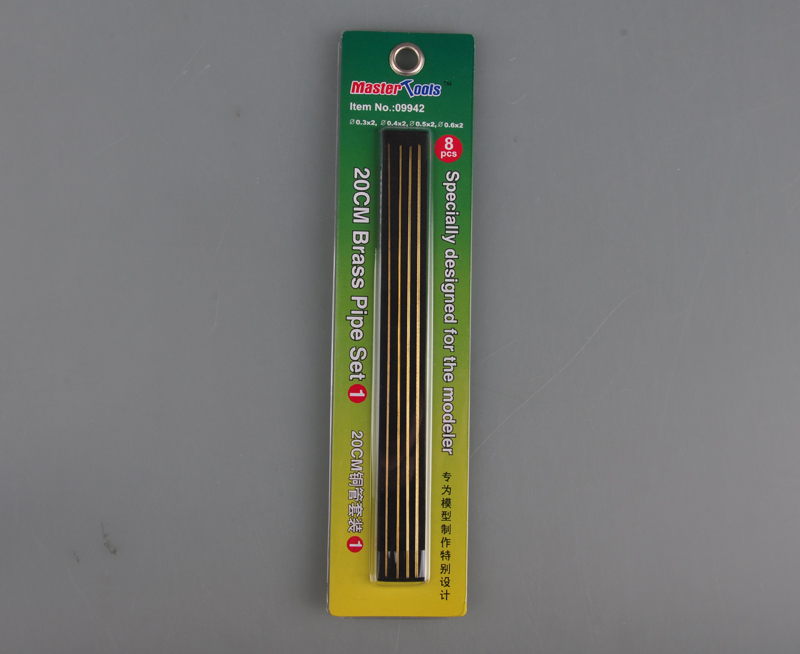 MasterTools™
Item No.:09942
Ø0.3x2, Ø0.4x2, Ø0.5x2, Ø0.6x2
8
pcs
20CM Brass Pipe Set 1
20CM铜管套装 1
Specially designed for the modeler
专为模型制作特别设计